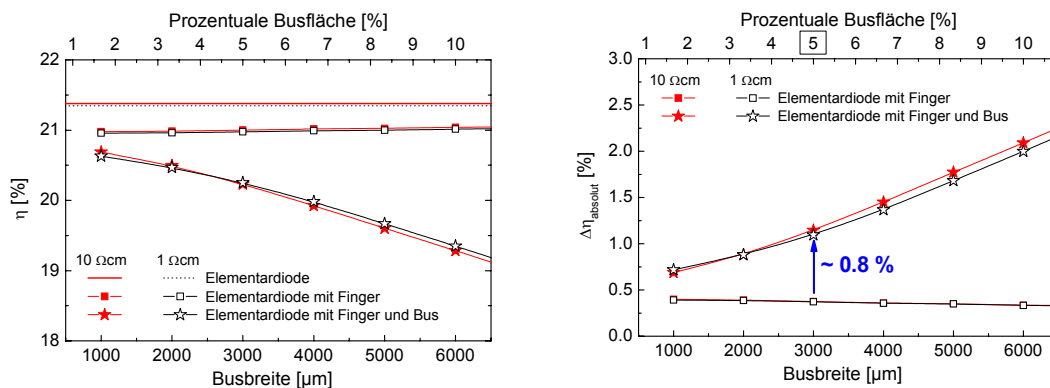 Prozentuale Busfläche [%]
1 2 3 4 5 6 7 8 9 10
22
21
20
19
18
η [%]
10 Ωcm 1 Ωcm
Elementardiode
Elementardiode mit Finger
Elementardiode mit Finger und Bus
1000 2000 3000 4000 5000 6000
Busbreite [µm]
Prozentuale Busfläche [%]
1 2 3 4 5 6 7 8 9 10
3.0
2.5
2.0
1.5
1.0
0.5
0.0
Δηabsolut [%]
10 Ωcm 1 Ωcm
Elementardiode mit Finger
Elementardiode mit Finger und Bus
~ 0.8 %
1000 2000 3000 4000 5000 6000
Busbreite [µm]